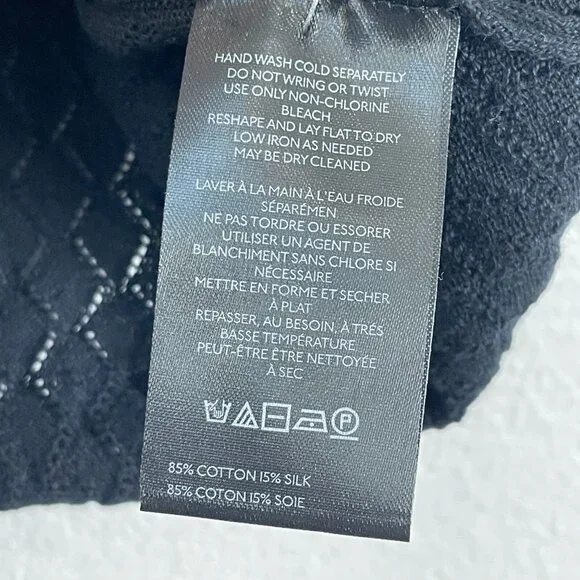 HAND WASH COLD SEPARATELY
DO NOT WRING OR TWIST
USE ONLY NON-CHLORINE
BLEACH
RESHAPE AND LAY FLAT TO DRY
LOW IRON AS NEEDED
MAY BE DRY CLEANED
LAVER À LA MAIN À L'EAU FROIDE
SÉPARÉMEN
NE PAS TORDRE OU ESSORER
UTILISER UN AGENT DE
BLANCHIMENT SANS CHLORE SI
NÉCESSAIRE
METTRE EN FORME ET SECHER
À PLAT
REPASSER, AU BESOIN, À TRÉS
BASSE TEMPÉRATURE
PEUT-ÊTRE ÊTRE NETTOYÉE
À SEC
P
85% COTTON 15% SILK
85% COTON 15% SOIE